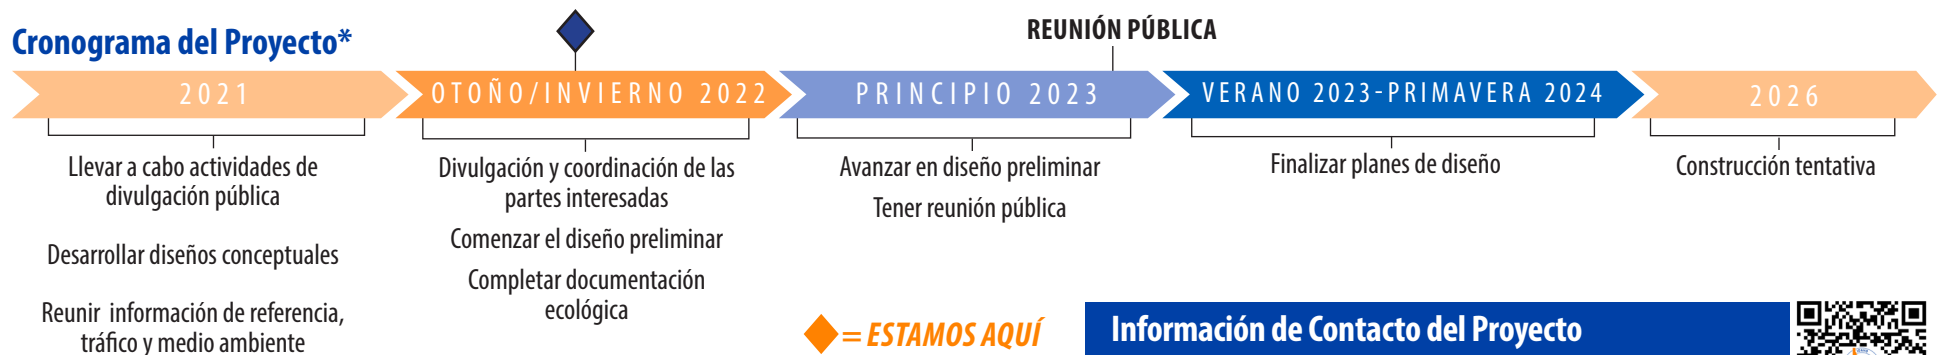 Cronograma del Proyecto*
REUNIÓN PÚBLICA
2021
OTOÑO/INVIERNO 2022
PRINCIPIO 2023
VERANO 2023-PRIMAVERA 2024
2026
Llevar a cabo actividades de
divulgación pública
Desarrollar diseños conceptuales
Reunir información de referencia,
tráfico y medio ambiente
Divulgación y coordinación de las
partes interesadas
Comenzar el diseño preliminar
Completar documentación
ecológica
Avanzar en diseño preliminar
Tener reunión pública
Finalizar planes de diseño
Construcción tentativa
= ESTAMOS AQUÍ
Información de Contacto del Proyecto